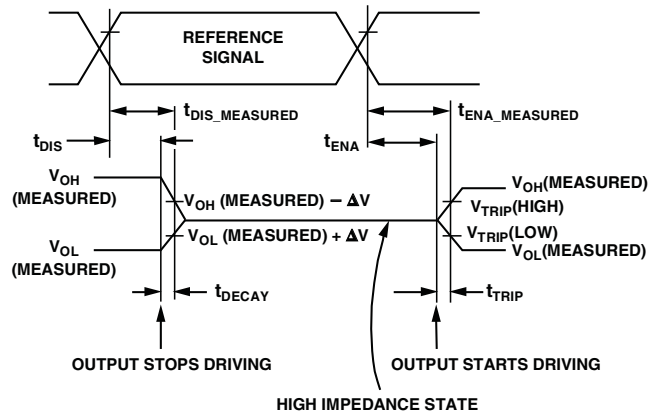 REFERENCE
SIGNAL
tDIS_MEASURED
tENA_MEASURED
tDIS
tENA
VOH
(MEASURED)
VOH (MEASURED) – ΔV
VOH(MEASURED)
VTRIP(HIGH)
VOL (MEASURED) + ΔV
VTRIP(LOW)
VOL
(MEASURED)
VOL(MEASURED)
tDECAY
tTRIP
OUTPUT STOPS DRIVING
OUTPUT STARTS DRIVING
HIGH IMPEDANCE STATE